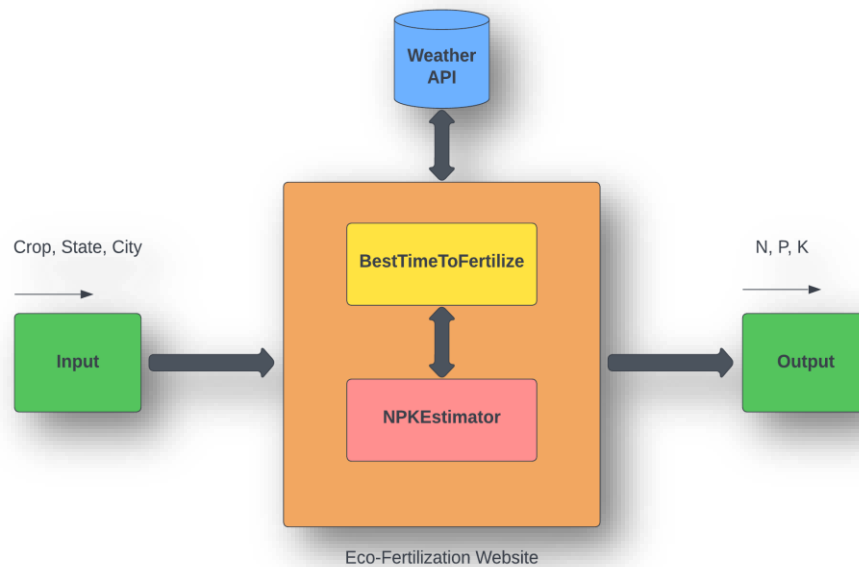 Weather
API
Crop, State, City
N, P, K
BestTimeToFertilize
Input
Output
NPKEstimator
Eco-Fertilization Website